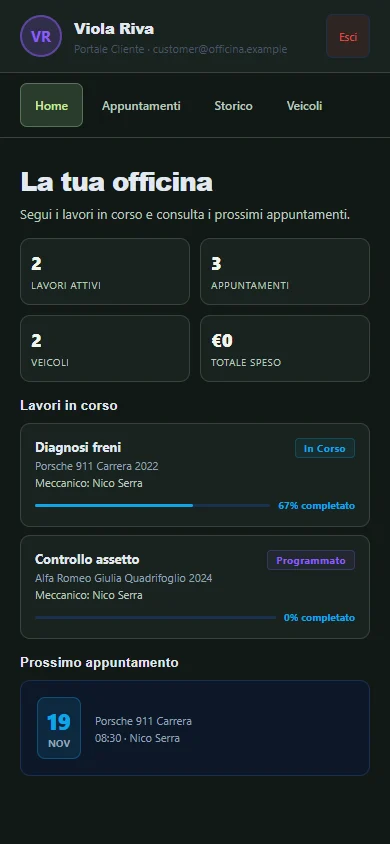 VR
Viola Riva
Portale Cliente · customer@officina.example
Esci
Home
Appuntamenti
Storico
Veicoli
La tua officina
Segui i lavori in corso e consulta i prossimi appuntamenti.
2
LAVORI ATTIVI
3
APPUNTAMENTI
2
VEICOLI
€0
TOTALE SPESO
Lavori in corso
Diagnosi freni
In Corso
Porsche 911 Carrera 2022
Meccanico: Nico Serra
67% completato
Controllo assetto
Programmato
Alfa Romeo Giulia Quadrifoglio 2024
Meccanico: Nico Serra
0% completato
Prossimo appuntamento
19
NOV
Porsche 911 Carrera
08:30 · Nico Serra